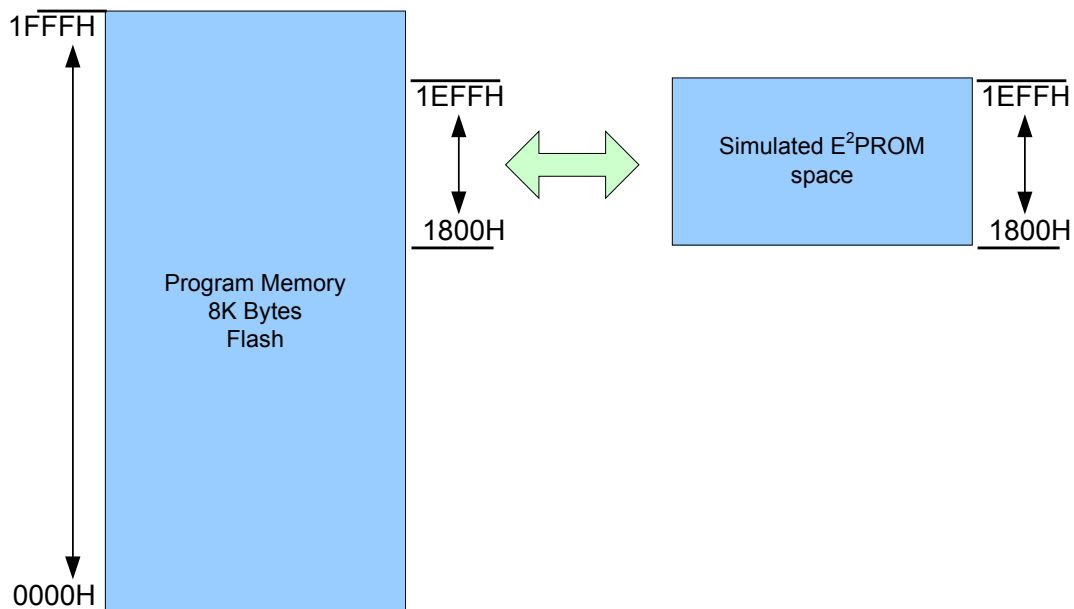 1FFFH
1EFFH
1EFFH
Simulated E²PROM
space
1800H
1800H
Program Memory
8K Bytes
Flash
0000H